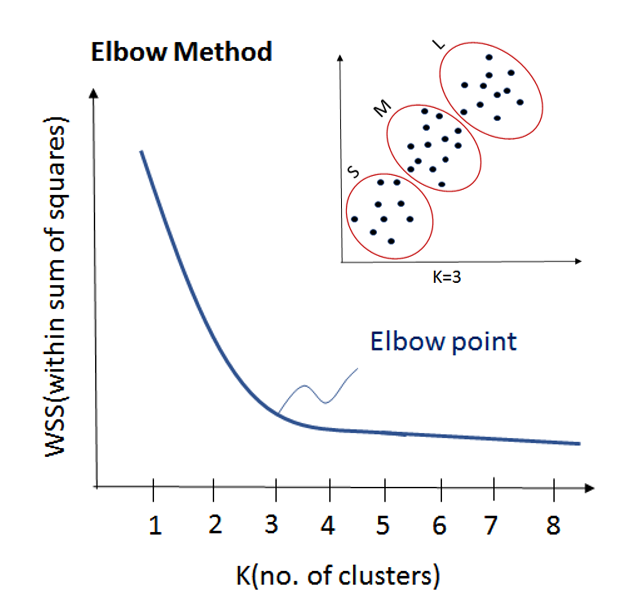 Elbow Method
L
M
S
K=3
WSS(within sum of squares)
Elbow point
1 2 3 4 5 6 7 8
K(no. of clusters)